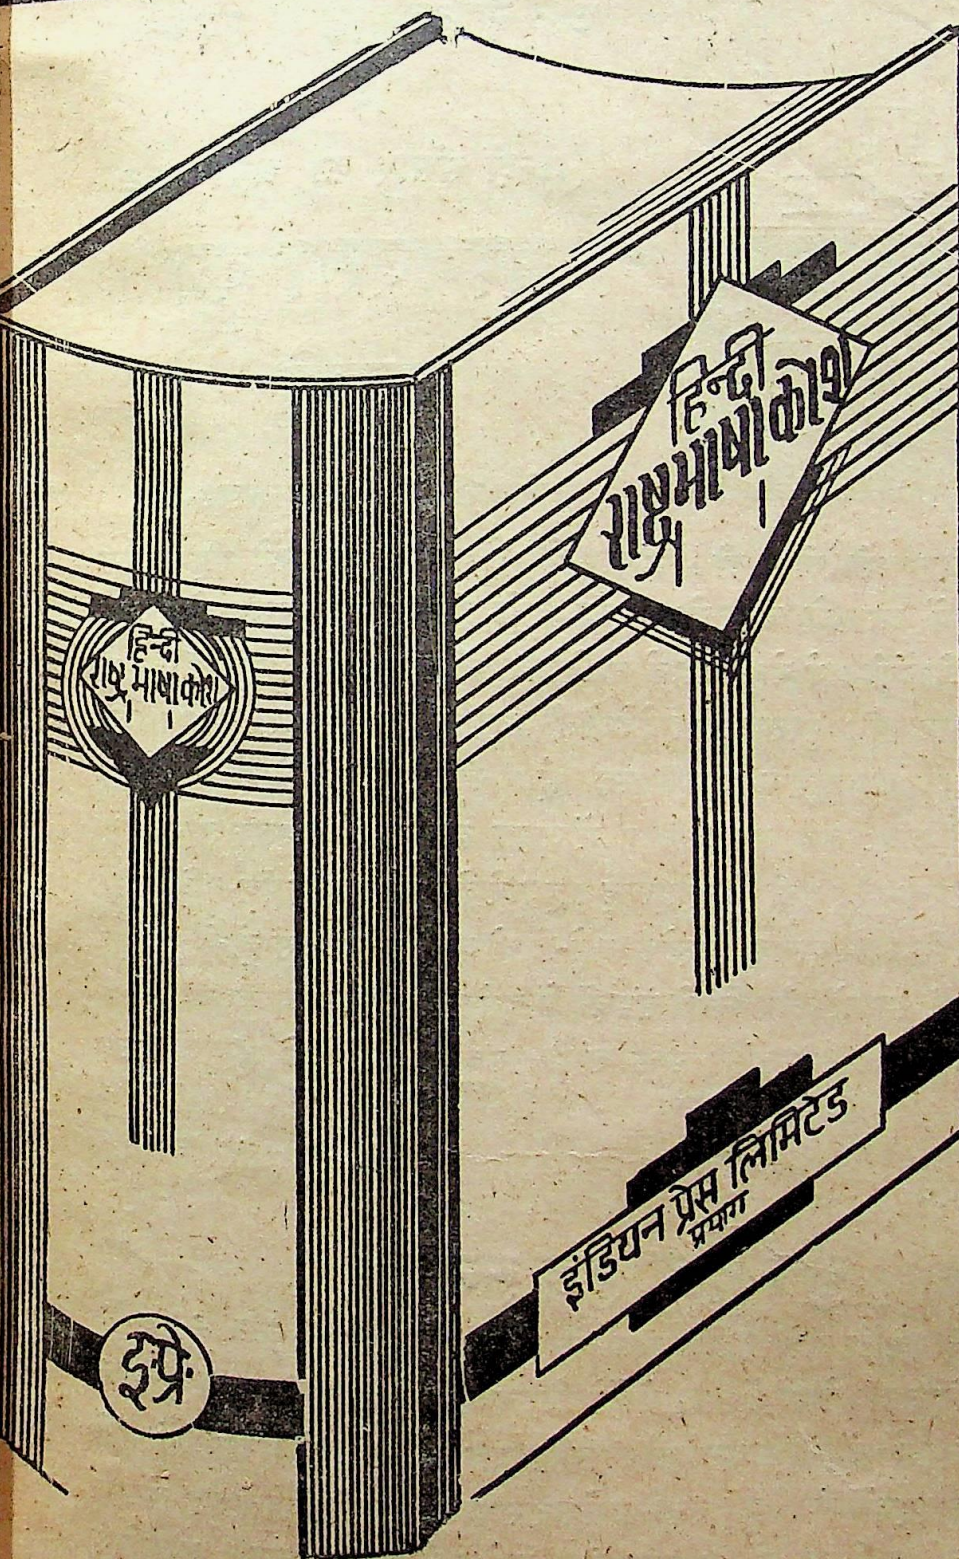 हिन्दी
राष्ट्रभाषा कोश
हिन्दी
राष्ट्रभाषा कोश
इंडियन प्रेस लिमिटेड
प्रयाग
इं.प्रे.